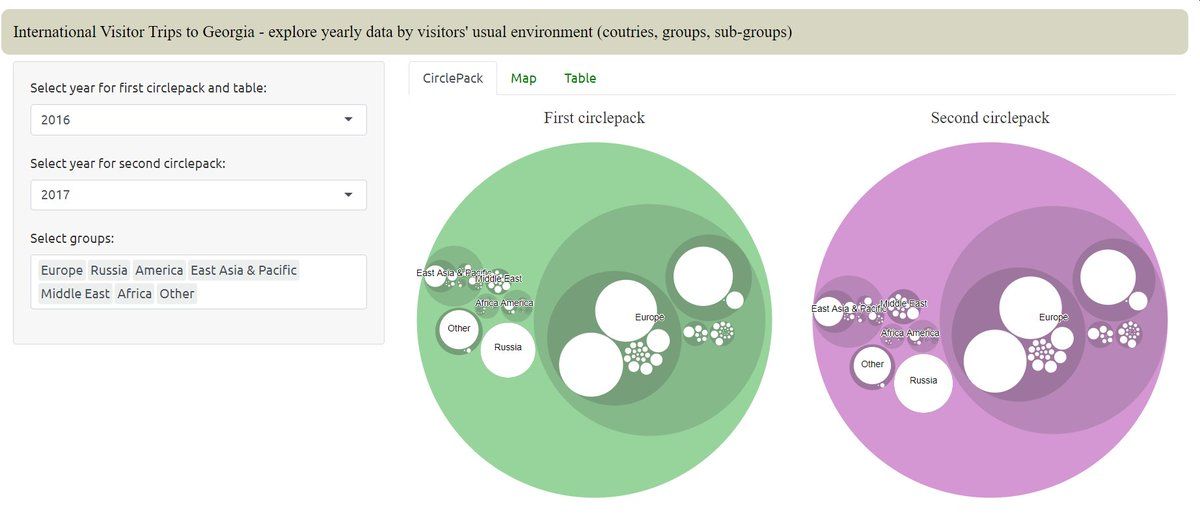 International Visitor Trips to Georgia - explore yearly data by visitors' usual environment (coutries, groups, sub-groups)
Select year for first circlepack and table:
2016
Select year for second circlepack:
2017
Select groups:
Europe Russia America East Asia & Pacific
Middle East Africa Other
CirclePack Map Table
First circlepack
East Asia & Pacific
Middle East
Africa America
Europe
Other
Russia
Second circlepack
East Asia & Pacific
Middle East
Africa America
Europe
Other
Russia